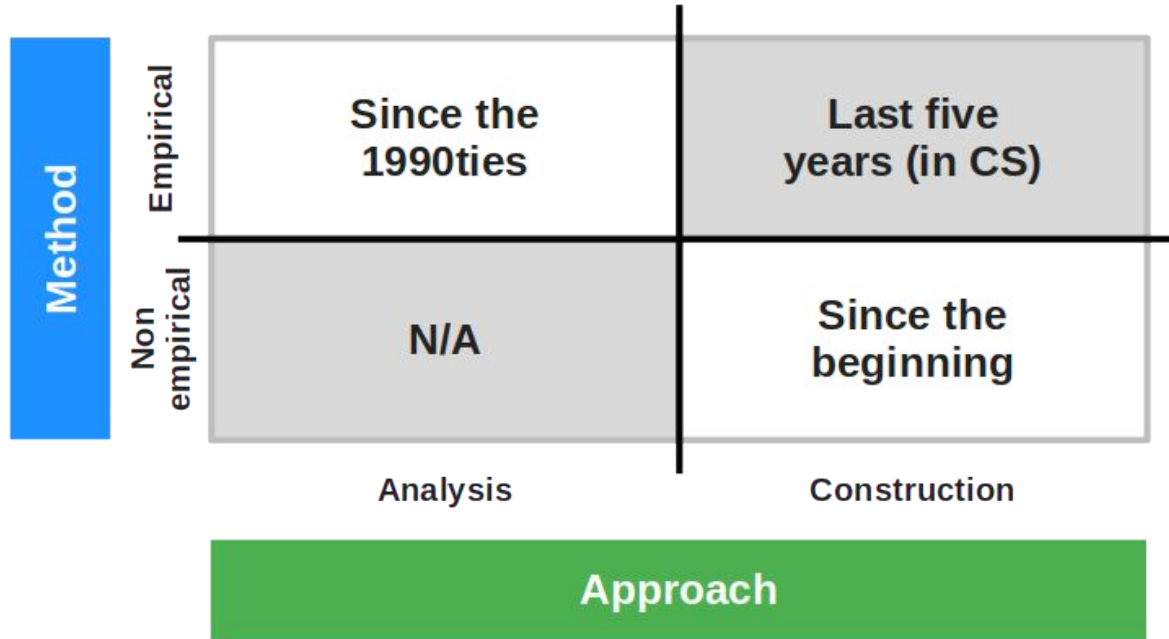 Method
Empirical
Since the
1990ties
Last five
years (in CS)
Non
empirical
N/A
Since the
beginning
Analysis
Construction
Approach